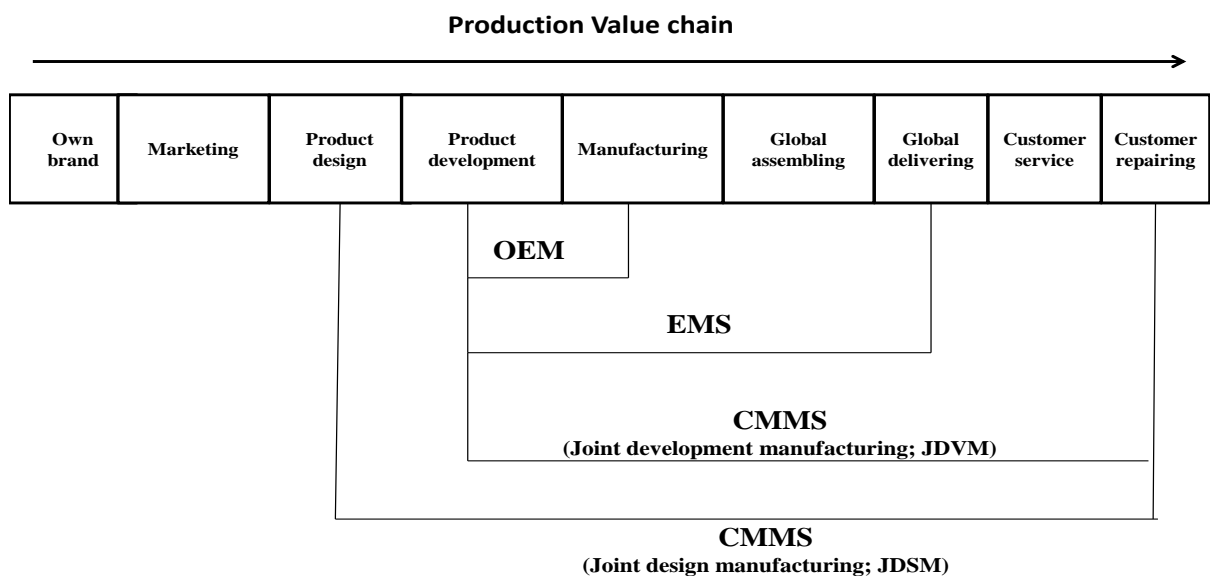 Production Value chain
Own
brand
Marketing
Product
design
Product
development
Manufacturing
Global
assembling
Global
delivering
Customer
service
Customer
repairing
OEM
EMS
CMMS
(Joint development manufacturing; JDVM)
CMMS
(Joint design manufacturing; JDSM)